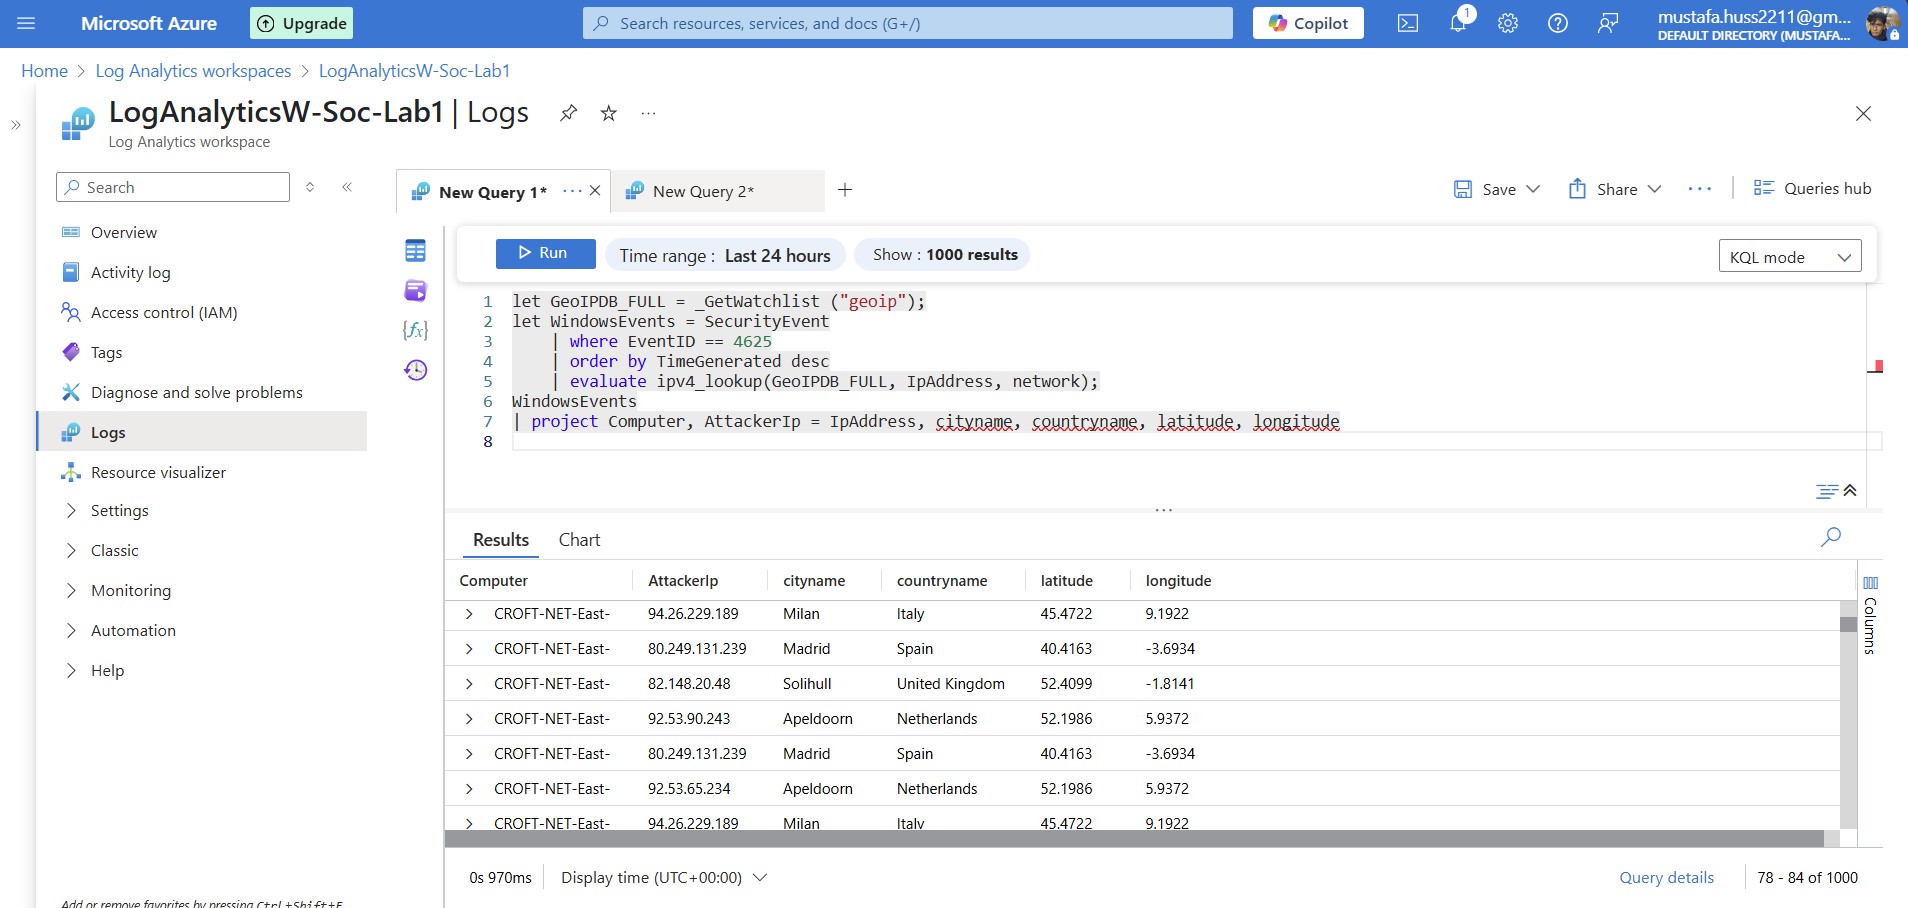 Microsoft Azure
Upgrade
Search resources, services, and docs (G+/)
Copilot
1
mustafa.huss2211@gm...
DEFAULT DIRECTORY (MUSTAFA...
Home > Log Analytics workspaces > LogAnalyticsW-Soc-Lab1
LogAnalyticsW-Soc-Lab1 | Logs
Log Analytics workspace
Search
Overview
Activity log
Access control (IAM)
Tags
Diagnose and solve problems
Logs
Resource visualizer
Settings
Classic
Monitoring
Automation
Help
Add or remove favorites by pressing Ctrl+Shift+F
New Query 1*
New Query 2*
Save
Share
Queries hub
Run
Time range : Last 24 hours
Show : 1000 results
KQL mode
1 let GeoIPDB_FULL = _GetWatchlist ("geoip");
2 let WindowsEvents = SecurityEvent
3 | where EventID == 4625
4 | order by TimeGenerated desc
5 | evaluate ipv4_lookup(GeoIPDB_FULL, IpAddress, network);
6 WindowsEvents
7 | project Computer, AttackerIp = IpAddress, cityname, countryname, latitude, longitude
8
Results Chart
Computer AttackerIp cityname countryname latitude longitude
CROFT-NET-East- 94.26.229.189 Milan Italy 45.4722 9.1922
CROFT-NET-East- 80.249.131.239 Madrid Spain 40.4163 -3.6934
CROFT-NET-East- 82.148.20.48 Solihull United Kingdom 52.4099 -1.8141
CROFT-NET-East- 92.53.90.243 Apeldoorn Netherlands 52.1986 5.9372
CROFT-NET-East- 80.249.131.239 Madrid Spain 40.4163 -3.6934
CROFT-NET-East- 92.53.65.234 Apeldoorn Netherlands 52.1986 5.9372
CROFT-NET-East- 94.26.229.189 Milan Italy 45.4722 9.1922
Columns
0s 970ms
Display time (UTC+00:00)
Query details
78 - 84 of 1000